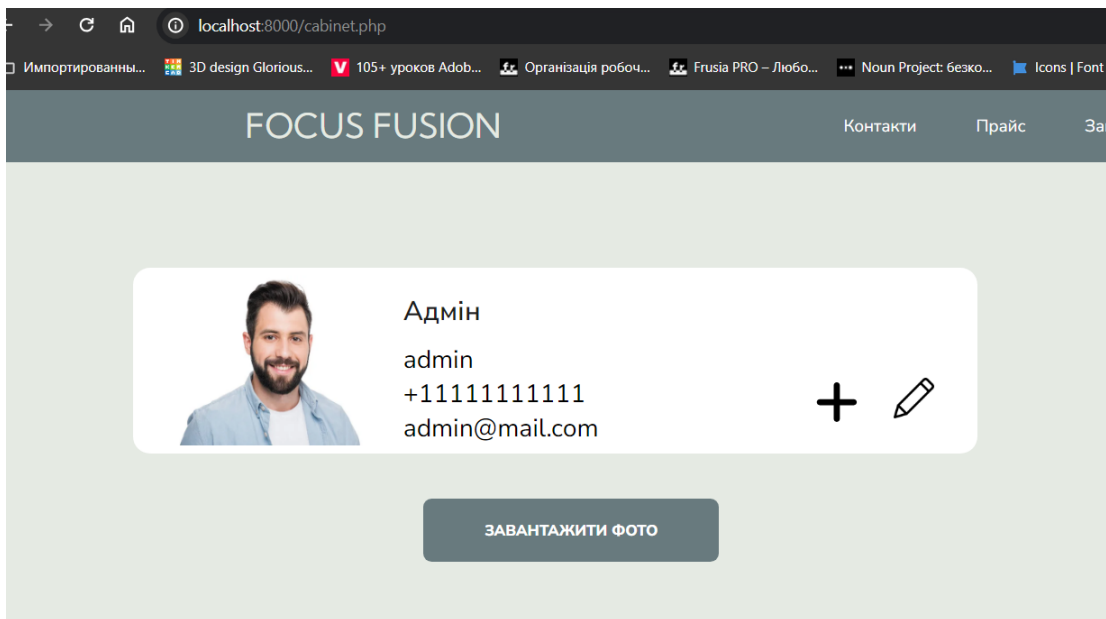 localhost:8000/cabinet.php
Импортированны... 3D design Glorious... 105+ уроков Adob... Організація робоч... Frusia PRO – Любо... Noun Project: безко... Icons | Font
FOCUS FUSION Контакти Прайс За
Адмін
admin
+11111111111
admin@mail.com
ЗАВАНТАЖИТИ ФОТО